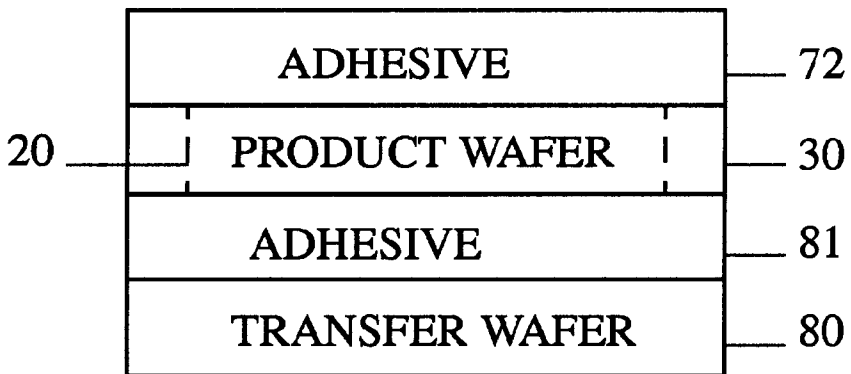 ADHESIVE 72
20 PRODUCT WAFER 30
ADHESIVE 81
TRANSFER WAFER 80